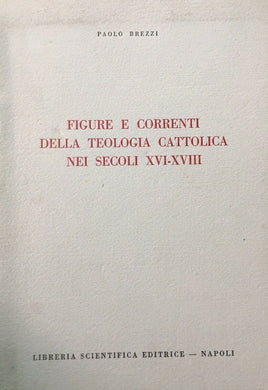 PAOLO BREZZI
FIGURE E CORRENTI
DELLA TEOLOGIA CATTOLICA
NEI SECOLI XVI-XVIII
LIBRERIA SCIENTIFICA EDITRICE — NAPOLI